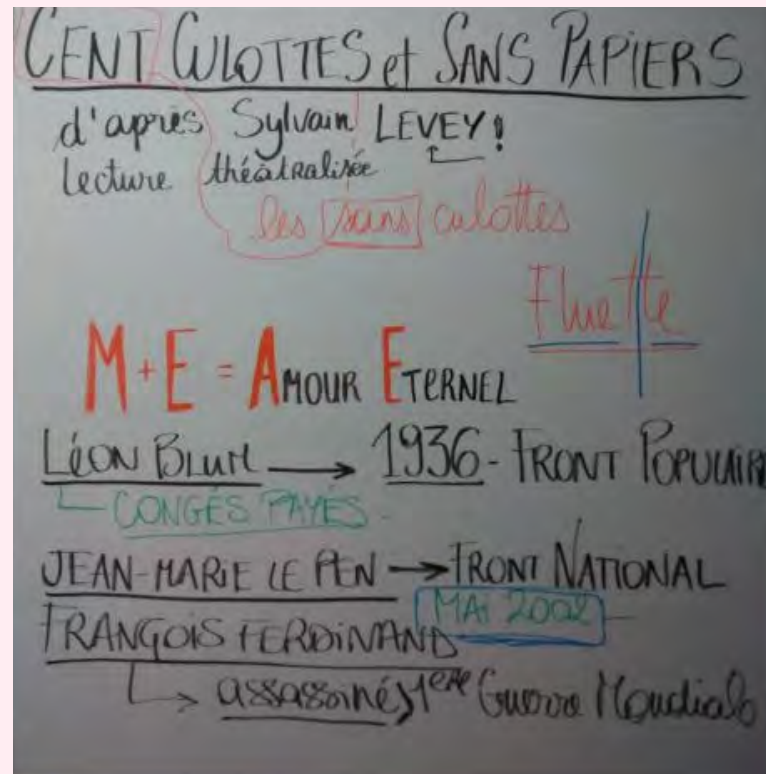 CENT CULOTTES et SANS PAPIERS
d'après Sylvain LEVEY !
lecture théâtralisée
les sans culottes
Fluette
M + E = AMOUR ETERNEL
LÉON BLUM → 1936 - FRONT POPULAIRE
CONGÉS PAYÉS
JEAN-MARIE LE PEN → FRONT NATIONAL
MAI 2002
FRANÇOIS FERDINAND
→ assassiné, 1ère Guerre Mondiale